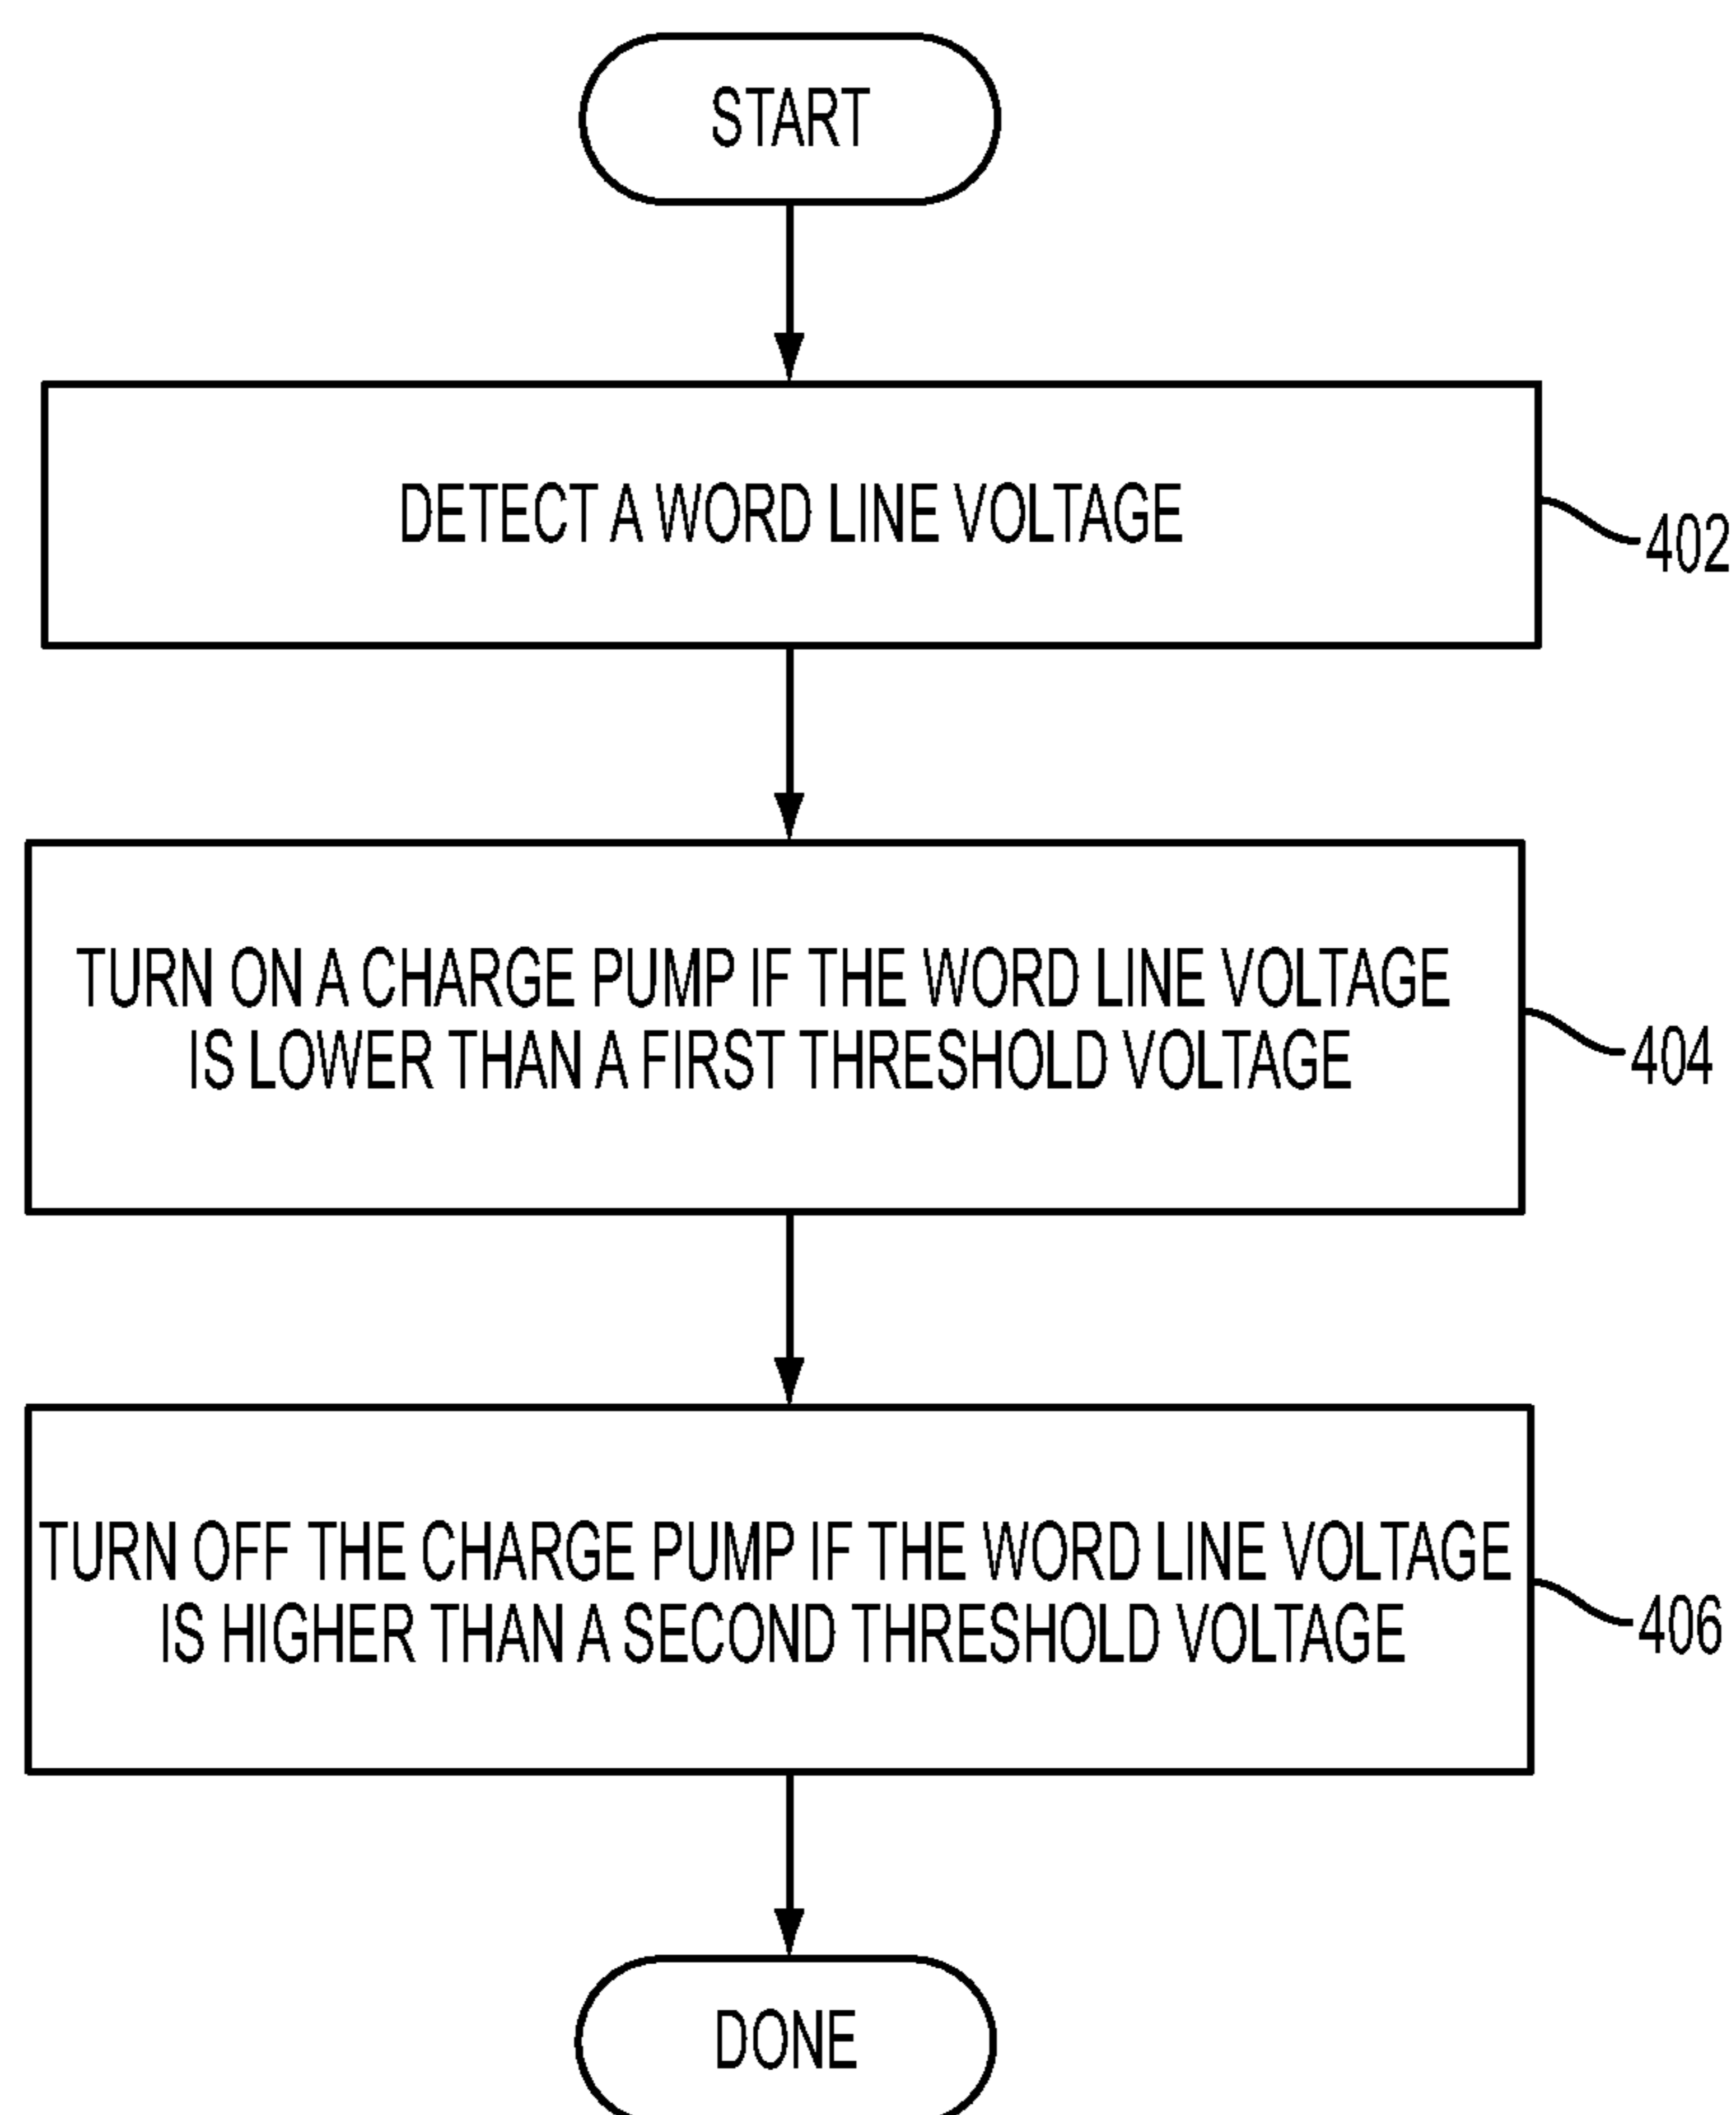 START
DETECT A WORD LINE VOLTAGE
402
TURN ON A CHARGE PUMP IF THE WORD LINE VOLTAGE
IS LOWER THAN A FIRST THRESHOLD VOLTAGE
404
TURN OFF THE CHARGE PUMP IF THE WORD LINE VOLTAGE
IS HIGHER THAN A SECOND THRESHOLD VOLTAGE
406
DONE